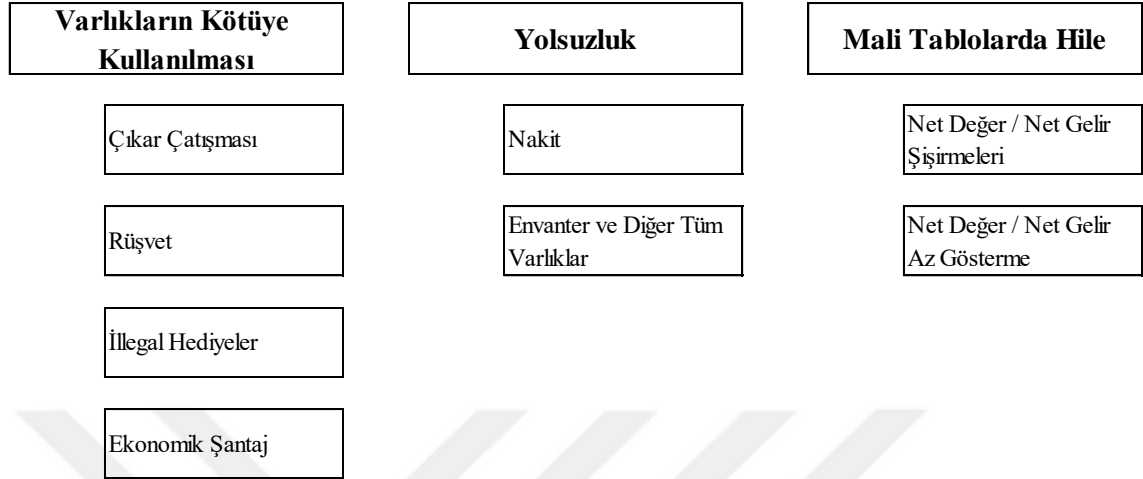 Varlıkların Kötüye
Kullanılması
Yolsuzluk
Mali Tablolarda Hile
Çıkar Çatışması
Nakit
Net Değer / Net Gelir
Şişirmeleri
Rüşvet
Envanter ve Diğer Tüm
Varlıklar
Net Değer / Net Gelir
Az Gösterme
İllegal Hediyeler
Ekonomik Şantaj